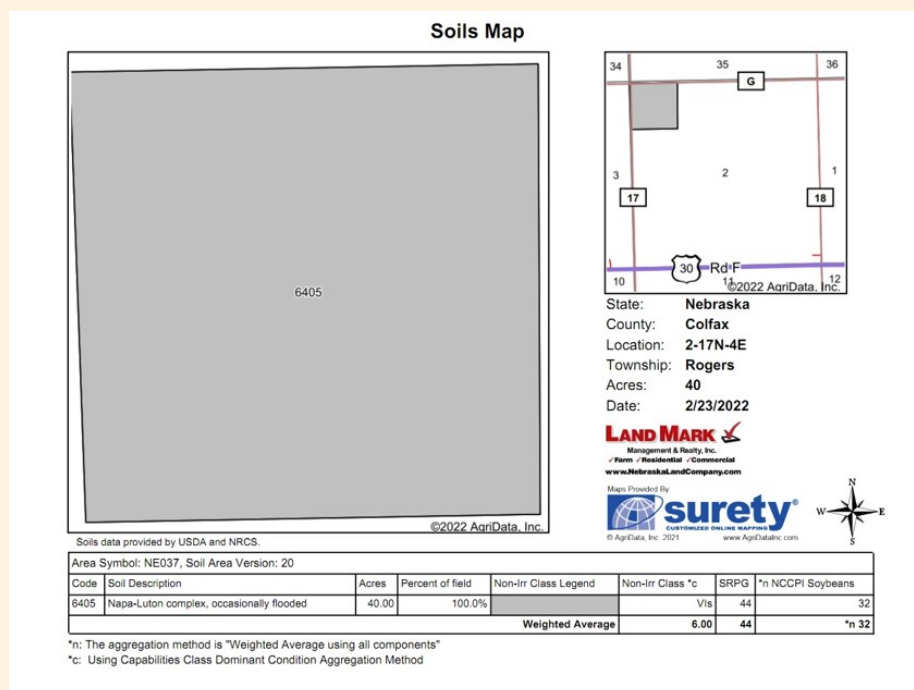 Soils Map
6405
©2022 AgriData, Inc.
Soils data provided by USDA and NRCS.
34 35 36
G
3 2 1
17 18
30 Rd F
10 11 12
©2022 AgriData, Inc.
State: Nebraska
County: Colfax
Location: 2-17N-4E
Township: Rogers
Acres: 40
Date: 2/23/2022
LAND MARK
Management & Realty, Inc.
✓Farm ✓Residential ✓Commercial
www.NebraskaLandCompany.com
Maps Provided By
surety®
CUSTOMIZED ONLINE MAPPING
© AgriData, Inc. 2021 www.AgriDataInc.com
N
W E
S
Area Symbol: NE037, Soil Area Version: 20
Code Soil Description Acres Percent of field Non-Irr Class Legend Non-Irr Class *c SRPG *n NCCPI Soybeans
6405 Napa-Luton complex, occasionally flooded 40.00 100.0% VIs 44 32
Weighted Average 6.00 44 *n 32
*n: The aggregation method is "Weighted Average using all components"
*c: Using Capabilities Class Dominant Condition Aggregation Method